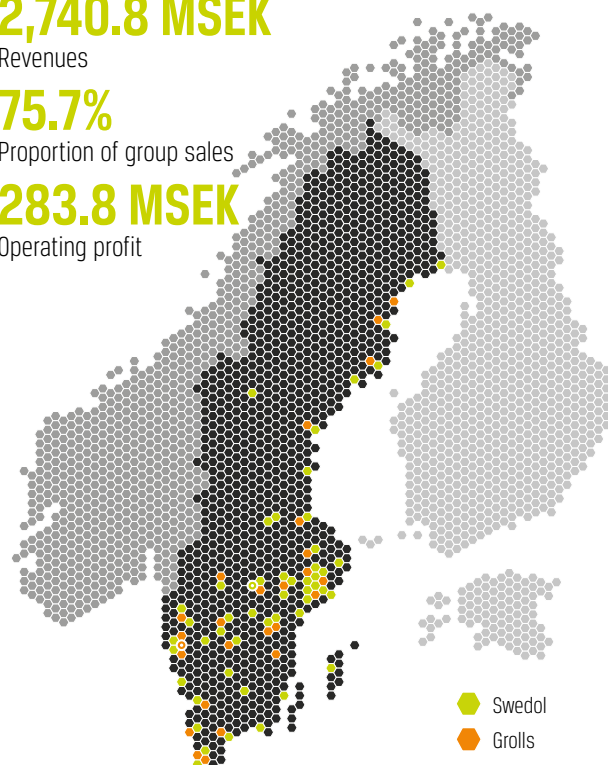 2,740.8 MSEK
Revenues
75.7%
Proportion of group sales
283.8 MSEK
Operating profit
Swedol
Grolls